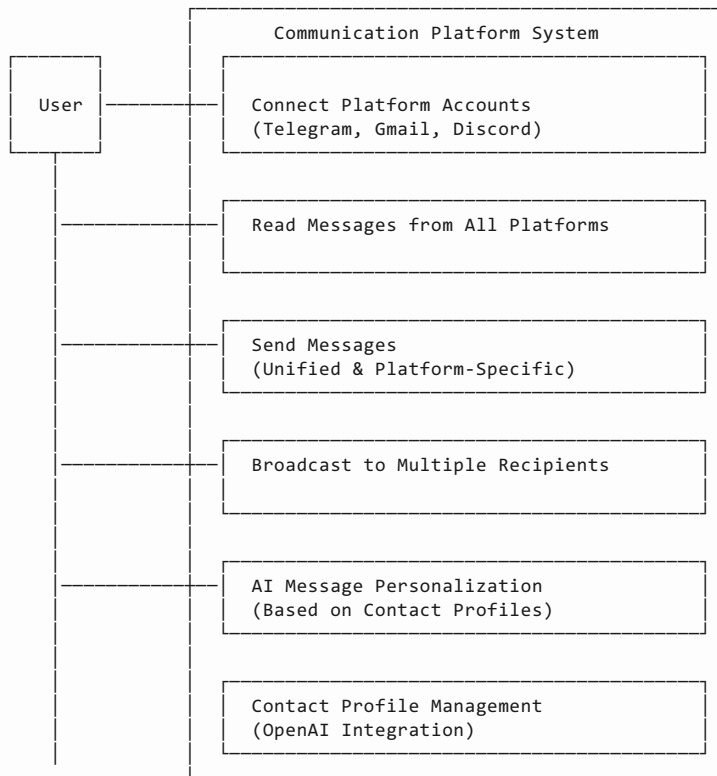 Communication Platform System
User
Connect Platform Accounts
(Telegram, Gmail, Discord)
Read Messages from All Platforms
Send Messages
(Unified & Platform-Specific)
Broadcast to Multiple Recipients
AI Message Personalization
(Based on Contact Profiles)
Contact Profile Management
(OpenAI Integration)